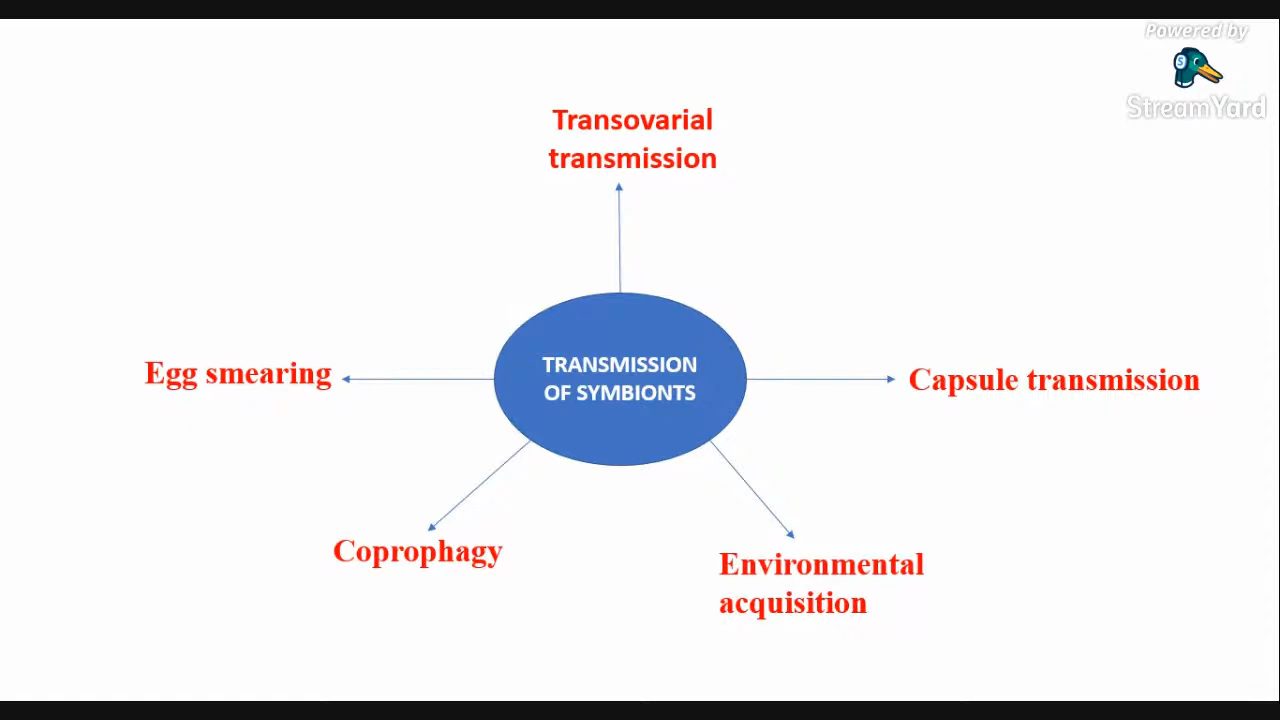 Powered by
StreamYard
Transovarial
transmission
TRANSMISSION
OF SYMBIONTS
Egg smearing
Capsule transmission
Coprophagy
Environmental
acquisition